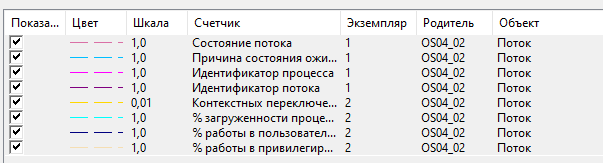 Показа... Цвет Шкала Счетчик Экземпляр Родитель Объект
1,0 Состояние потока 1 OS04_02 Поток
1,0 Причина состояния ожи... 1 OS04_02 Поток
1,0 Идентификатор процесса 1 OS04_02 Поток
1,0 Идентификатор потока 1 OS04_02 Поток
0,01 Контекстных переключе... 2 OS04_02 Поток
1,0 % загруженности проце... 2 OS04_02 Поток
1,0 % работы в пользовател... 2 OS04_02 Поток
1,0 % работы в привилегир... 2 OS04_02 Поток